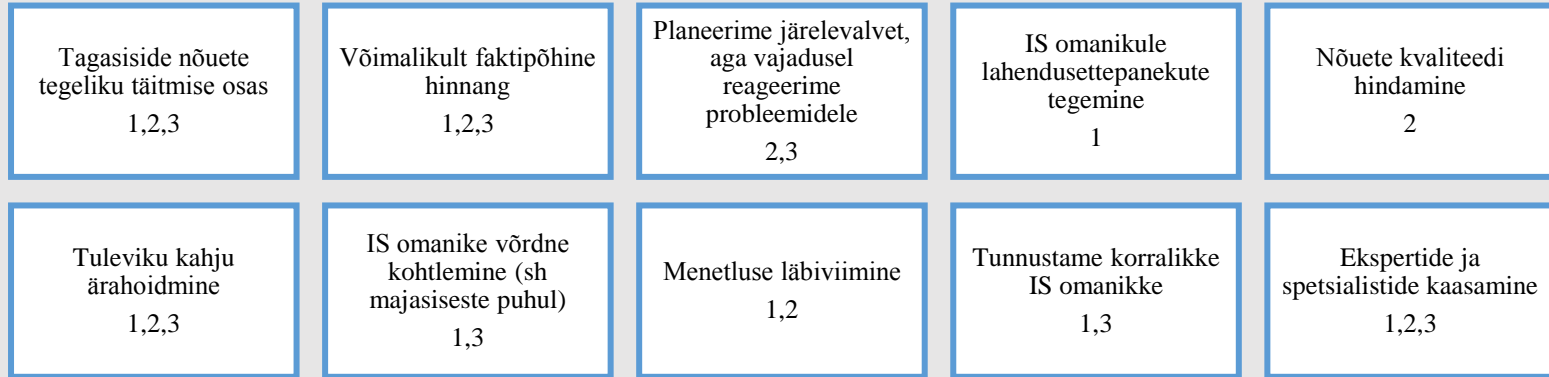 Tagasiside nõuete
tegeliku täitmise osas
1,2,3
Võimalikult faktipõhine
hinnang
1,2,3
Planeerime järelevalvet,
aga vajadusel
reageerime
probleemidele
2,3
IS omanikule
lahendusettepanekute
tegemine
1
Nõuete kvaliteedi
hindamine
2
Tuleviku kahju
ärahoidmine
1,2,3
IS omanike võrdne
kohtlemine (sh
majasiseste puhul)
1,3
Menetluse läbiviimine
1,2
Tunnustame korralikke
IS omanikke
1,3
Ekspertide ja
spetsialistide kaasamine
1,2,3